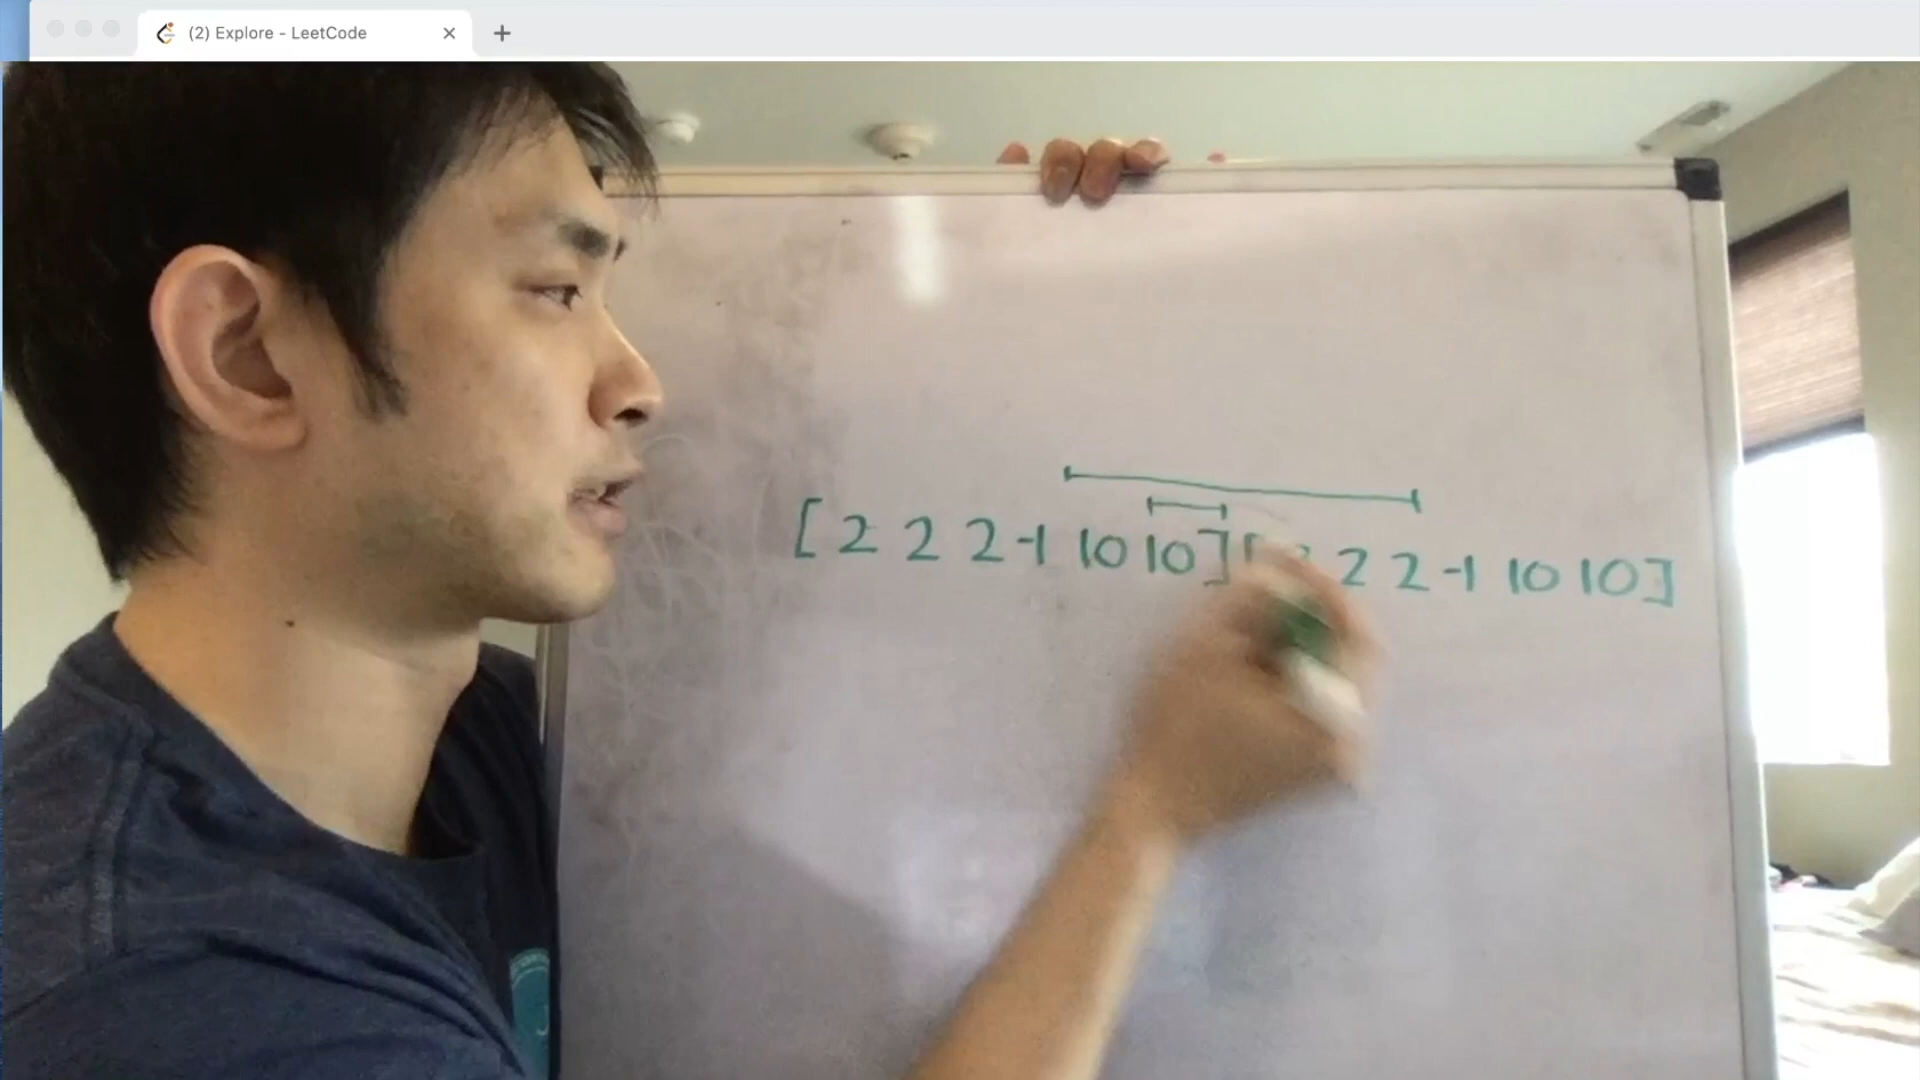 (2) Explore - LeetCode
[ 2 2 2 -1 10 10 ] [ 2 2 -1 10 10 ]